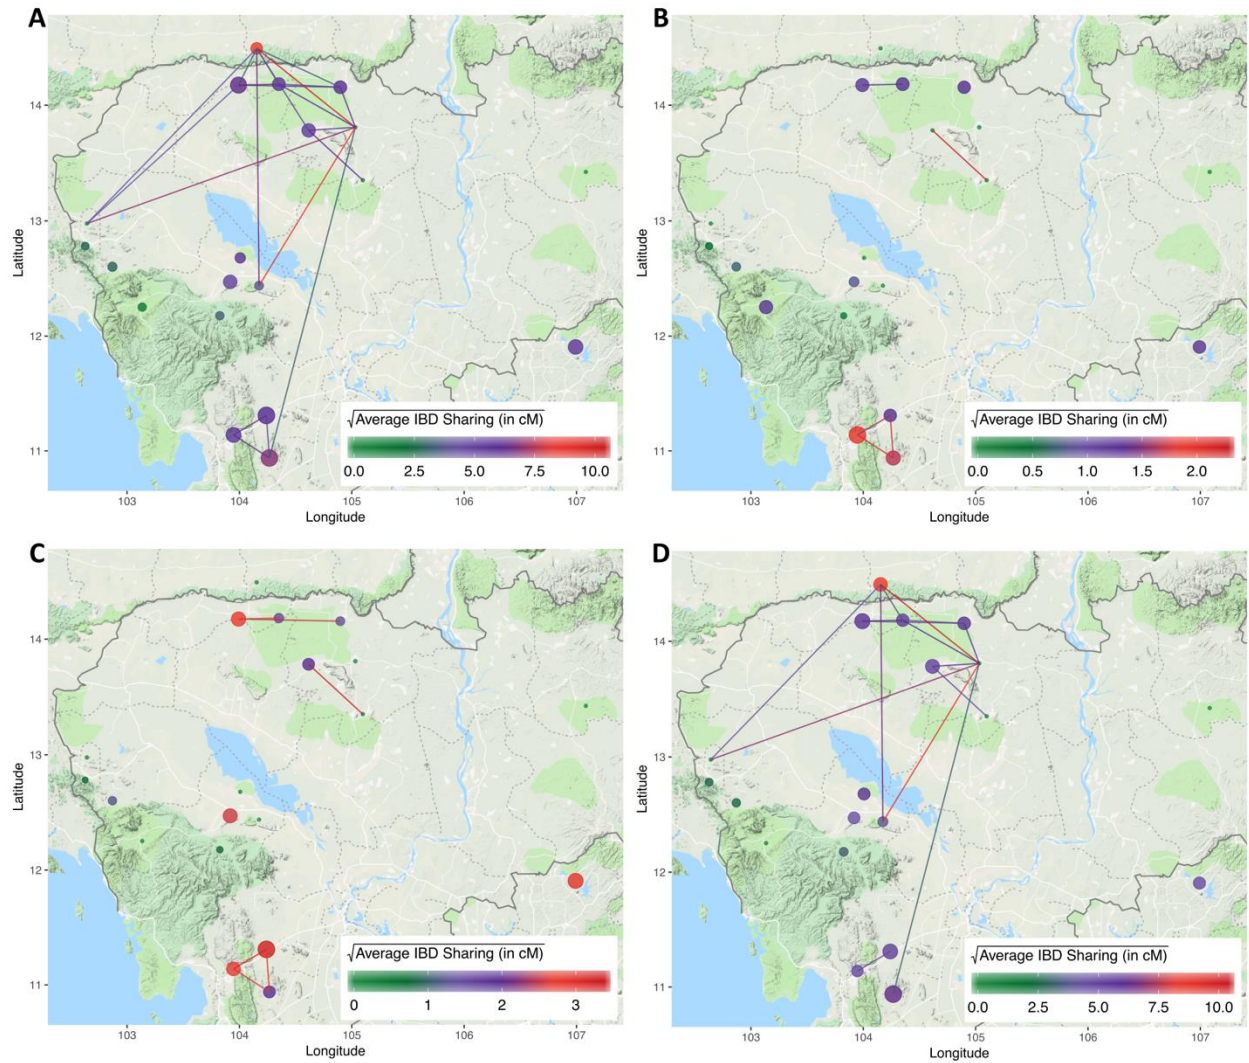 A
B
Latitude
14
13
12
11
√Average IBD Sharing (in cM)
0.0 2.5 5.0 7.5 10.0
103 104 105 106 107
Longitude
Latitude
14
13
12
11
√Average IBD Sharing (in cM)
0.0 0.5 1.0 1.5 2.0
103 104 105 106 107
Longitude
C
D
Latitude
14
13
12
11
√Average IBD Sharing (in cM)
0 1 2 3
103 104 105 106 107
Longitude
Latitude
14
13
12
11
√Average IBD Sharing (in cM)
0.0 2.5 5.0 7.5 10.0
103 104 105 106 107
Longitude